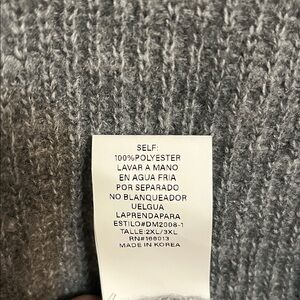 SELF:
100%POLYESTER
LAVAR A MANO
EN AGUA FRIA
POR SEPARADO
NO BLANQUEADOR
UELGUA
LAPRENDAPARA
ESTILO#DM2008-1
TALLE:2XL/3XL
RN#166013
MADE IN KOREA